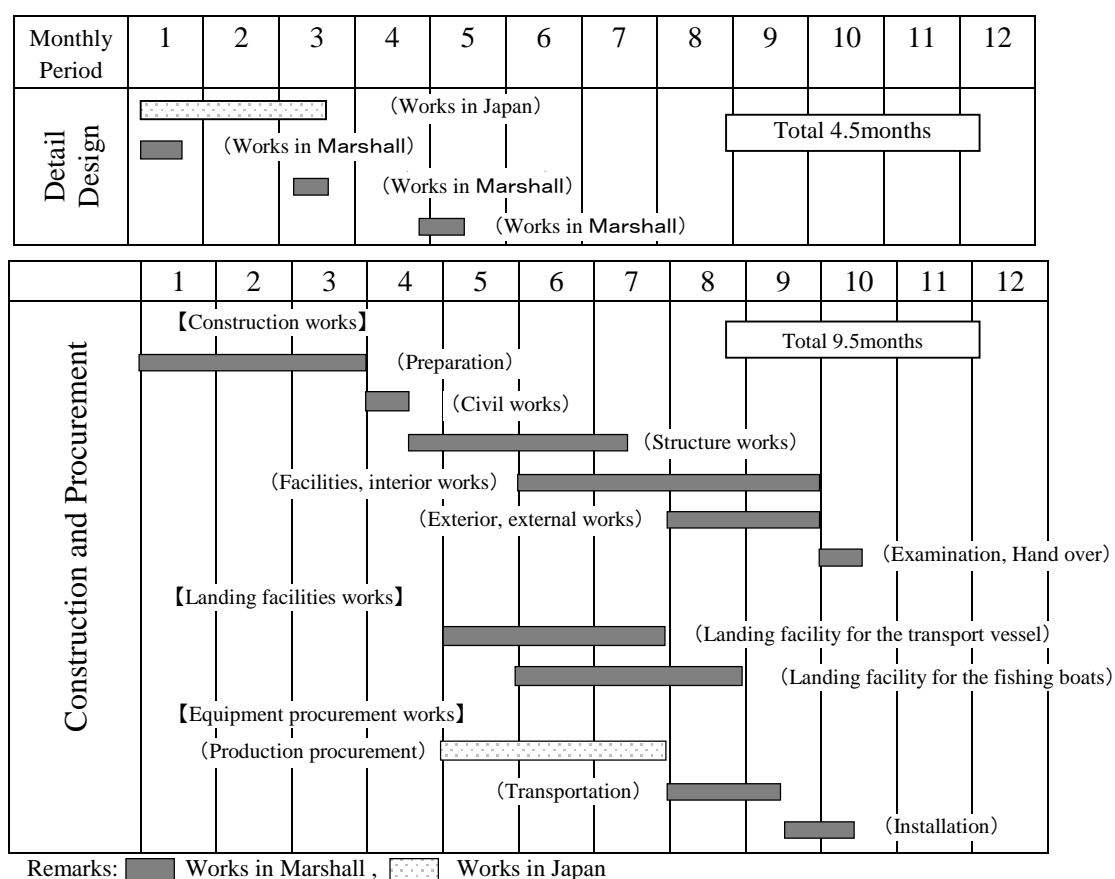 Monthly Period 1 2 3 4 5 6 7 8 9 10 11 12
Detail Design
(Works in Japan)
Total 4.5months
(Works in Marshall)
(Works in Marshall)
(Works in Marshall)
1 2 3 4 5 6 7 8 9 10 11 12
Construction and Procurement
【Construction works】
Total 9.5months
(Preparation)
(Civil works)
(Structure works)
(Facilities, interior works)
(Exterior, external works)
(Examination, Hand over)
【Landing facilities works】
(Landing facility for the transport vessel)
(Landing facility for the fishing boats)
【Equipment procurement works】
(Production procurement)
(Transportation)
(Installation)
Remarks: Works in Marshall , Works in Japan